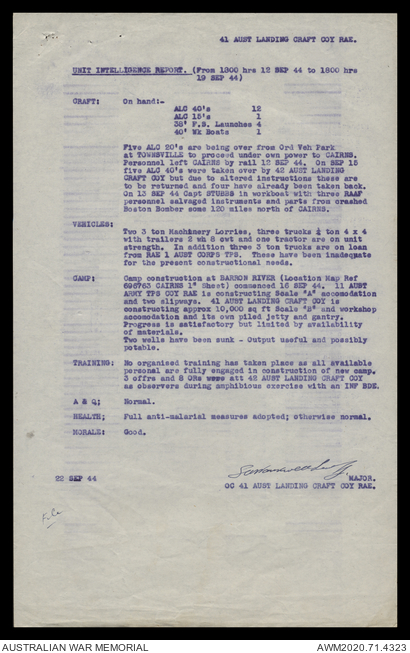 41 AUST LANDING CRAFT COY RAE.
UNIT INTELLIGENCE REPORT. (From 1800 hrs 12 SEP 44 to 1800 hrs
19 SEP 44)
CRAFT: On hand:-
ALC 40's 12
ALC 15's 1
38' F.S. Launches 4
40' Wk Boats 1
Five ALC 20's are being over from Ord Veh Park
at TOWNSVILLE to proceed under own power to CAIRNS.
Personnel left CAIRNS by rail 12 SEP 44. On SEP 15
five ALC 40's were taken over by 42 AUST LANDING
CRAFT COY but due to altered instructions these are
to be returned and four have already been taken back.
On 13 SEP 44 Capt STUBBS in workboat with three RAAF
personnel salvaged instruments and parts from crashed
Boston Bomber some 120 miles north of CAIRNS.
VEHICLES: Two 3 ton Machinery Lorries, three trucks ¼ ton 4 x 4
with trailers 2 wh 8 cwt and one tractor are on unit
strength. In addition three 3 ton trucks are on loan
from RAE 1 AUST CORPS TPS. These have been inadequate
for the present constructional needs.
CAMP: Camp construction at BARRON RIVER (Location Map Ref
696763 CAIRNS 1" Sheet) commenced 16 SEP 44. 11 AUST
ARMY TPS COY RAE is constructing Scale "A" accomodation
and two slipways. 41 AUST LANDING CRAFT COY is
constructing approx 10,000 sq ft Scale "B" and workshop
accomodation and its own piled jetty and gantry.
Progress is satisfactory but limited by availability
of materials.
Two wells have been sunk - Output useful and possibly
potable.
TRAINING: No organised training has taken place as all available
personal are fully engaged in construction of new camp.
3 offrs and 8 ORs were att 42 AUST LANDING CRAFT COY
as observers during amphibious exercise with an INF BDE.
A & Q; Normal.
HEALTH; Full anti-malarial measures adopted; otherwise normal.
MORALE: Good.
22 SEP 44 MAJOR.
OC 41 AUST LANDING CRAFT COY RAE.
File
AUSTRALIAN WAR MEMORIAL AWM2020.71.4323